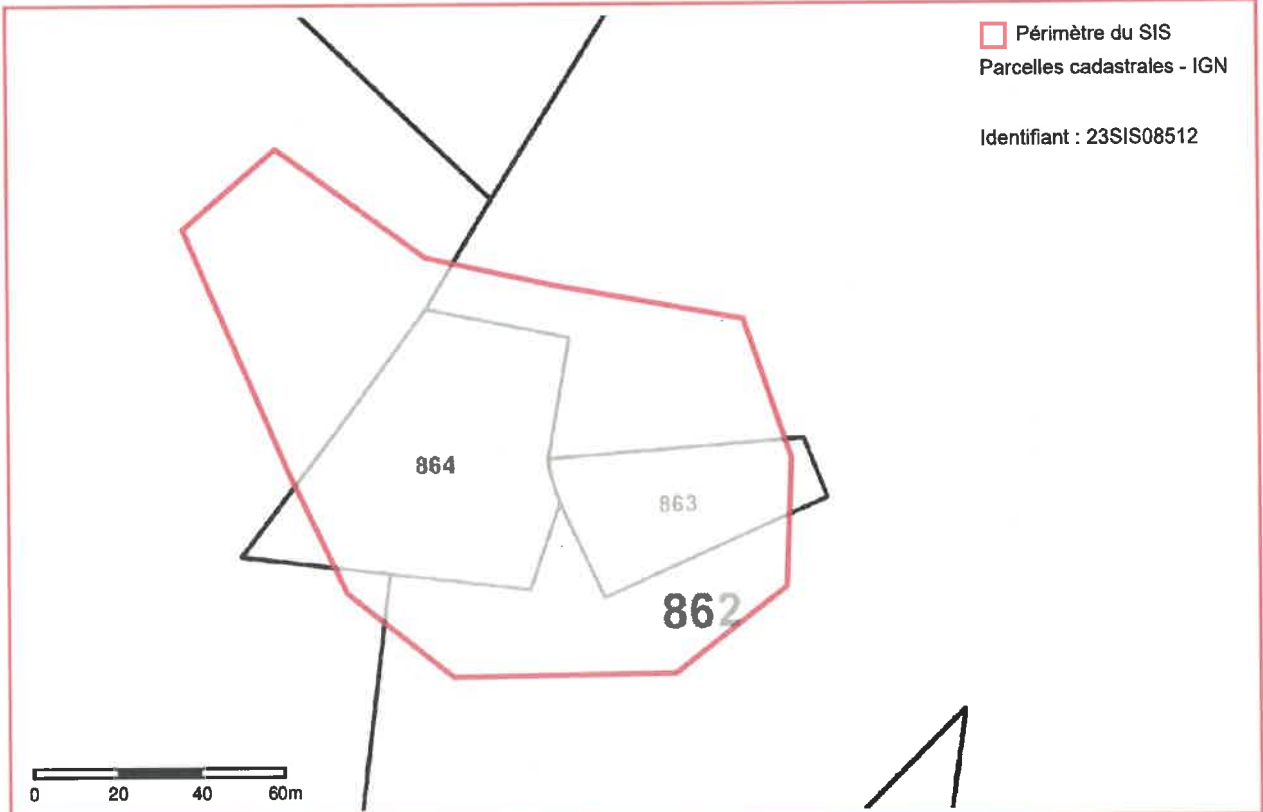 Périmètre du SIS
Parcelles cadastrales - IGN
Identifiant : 23SIS08512
864
863
862
0 20 40 60m